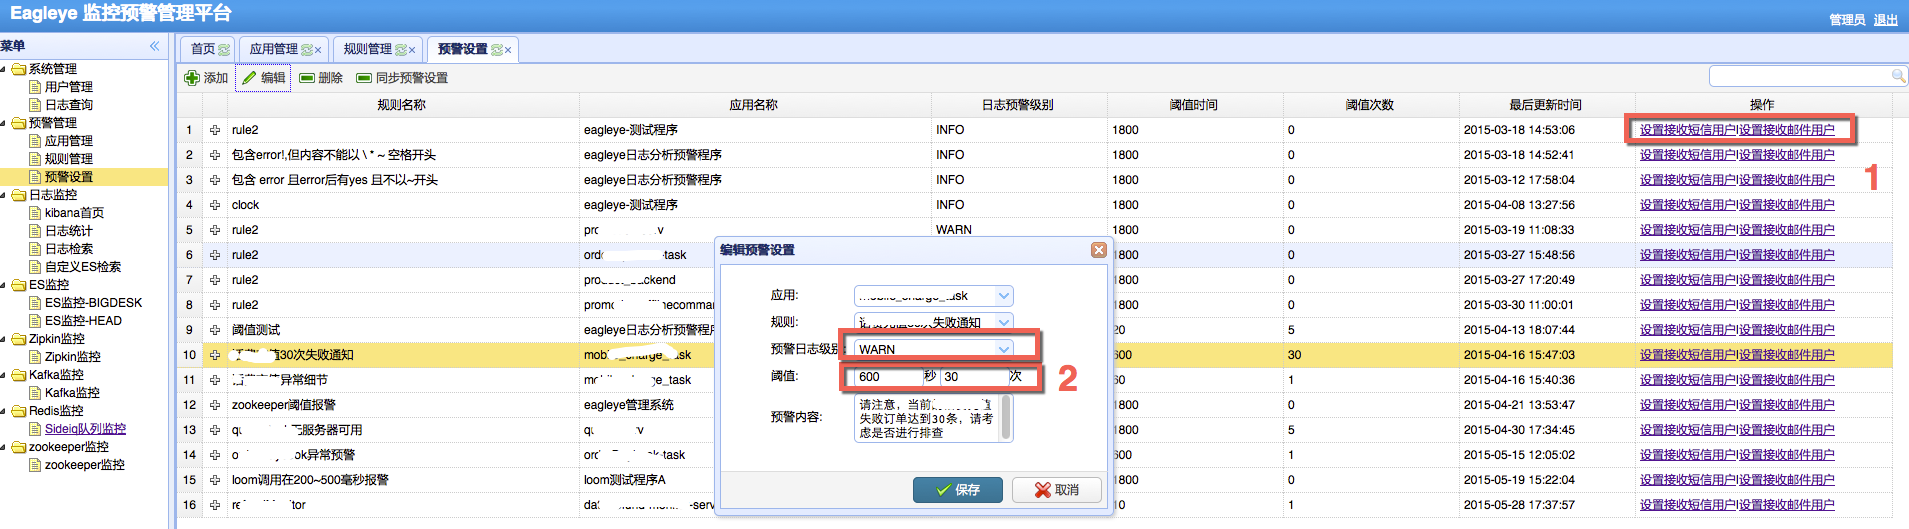 Eagleye 监控预警管理平台
管理员 退出
菜单
系统管理
用户管理
日志查询
预警管理
应用管理
规则管理
预警设置
日志监控
kibana首页
日志统计
日志检索
自定义ES检索
ES监控
ES监控-BIGDESK
ES监控-HEAD
Zipkin监控
Zipkin监控
Kafka监控
Kafka监控
Redis监控
Sideiq队列监控
zookeeper监控
zookeeper监控
首页 应用管理 规则管理 预警设置
添加 编辑 删除 同步预警设置
规则名称 应用名称 日志预警级别 阈值时间 阈值次数 最后更新时间 操作
1 rule2 eagleye-测试程序 INFO 1800 0 2015-03-18 14:53:06 设置接收短信用户|设置接收邮件用户
2 包含error!,但内容不能以 \ * ~ 空格开头 eagleye日志分析预警程序 INFO 1800 0 2015-03-18 14:52:41 设置接收短信用户|设置接收邮件用户
3 包含 error 且error后有yes 且不以~开头 eagleye日志分析预警程序 INFO 1800 0 2015-03-12 17:58:04 设置接收短信用户|设置接收邮件用户
4 clock eagleye-测试程序 INFO 1800 0 2015-04-08 13:27:56 设置接收短信用户|设置接收邮件用户
5 rule2 WARN 1800 0 2015-03-19 11:08:33 设置接收短信用户|设置接收邮件用户
6 rule2 task 1800 0 2015-03-27 15:48:56 设置接收短信用户|设置接收邮件用户
7 rule2 1800 0 2015-03-27 17:20:49 设置接收短信用户|设置接收邮件用户
8 rule2 1800 0 2015-03-30 11:00:01 设置接收短信用户|设置接收邮件用户
9 阈值测试 eagleye日志分析预警程序 20 5 2015-04-13 18:07:44 设置接收短信用户|设置接收邮件用户
10 30次失败通知 600 30 2015-04-16 15:47:03 设置接收短信用户|设置接收邮件用户
11 异常细节 60 1 2015-04-16 15:40:36 设置接收短信用户|设置接收邮件用户
12 zookeeper阈值报警 eagleye管理系统 1800 0 2015-04-21 13:53:47 设置接收短信用户|设置接收邮件用户
13 服务器可用 1800 5 2015-04-30 17:34:45 设置接收短信用户|设置接收邮件用户
14 异常预警 task 600 1 2015-05-15 12:05:02 设置接收短信用户|设置接收邮件用户
15 loom调用在200~500毫秒报警 loom测试程序A 1800 0 2015-05-19 15:22:04 设置接收短信用户|设置接收邮件用户
16 10 1 2015-05-28 17:37:57 设置接收短信用户|设置接收邮件用户
1
编辑预警设置
应用:
规则: 失败通知
预警日志级别: WARN
阈值: 600 秒 30 次
2
预警内容: 请注意，当前
失败订单达到30条，请考
虑是否进行排查
保存 取消